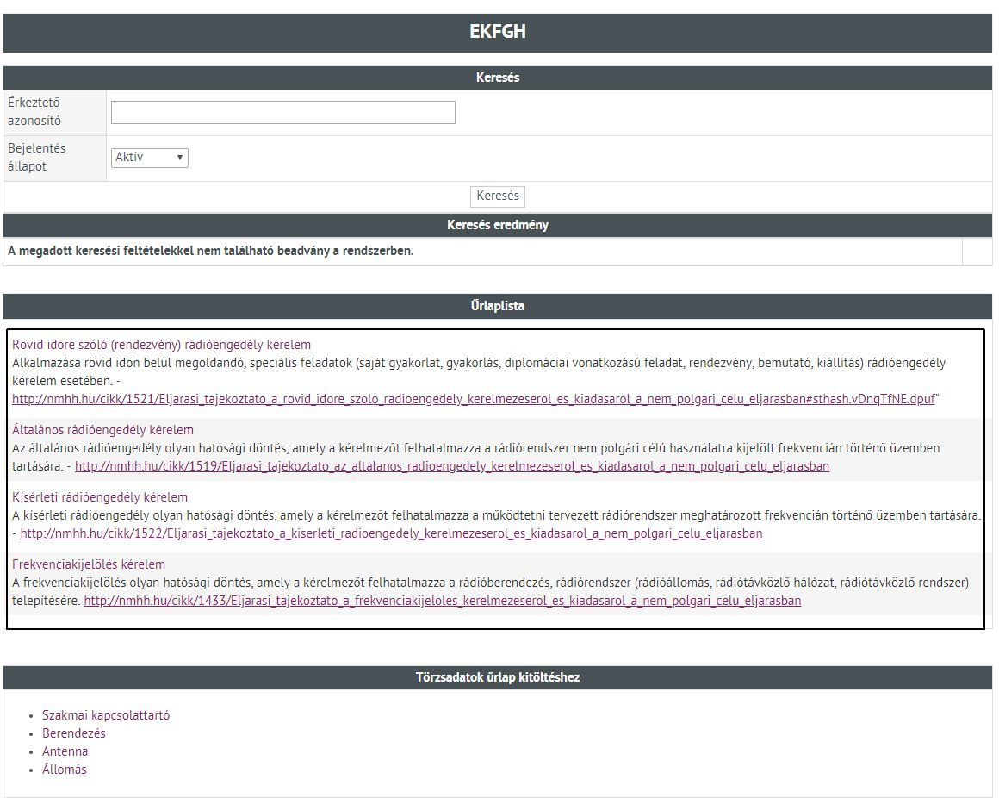 EKFGH
Keresés
Érkeztető
azonosító
Bejelentés
állapot
Aktív
Keresés
Keresés eredmény
A megadott keresési feltételekkel nem található beadvány a rendszerben.
Űrlaplista
Rövid időre szóló (rendezvény) rádióengedély kérelem
Alkalmazása rövid időn belül megoldandó, speciális feladatok (saját gyakorlat, gyakorlás, diplomáciai vonatkozású feladat, rendezvény, bemutató, kiállítás) rádióengedély
kérelem esetében. -
http://nmhh.hu/cikk/1521/Eljarasi_tajekoztato_a_rovid_idore_szolo_radioengedely_kerelmezeserol_es_kiadasarol_a_nem_polgari_celu_eljarasban#sthash.vDnqTfNE.dpuf"
Általános rádióengedély kérelem
Az általános rádióengedély olyan hatósági döntés, amely a kérelmezőt felhatalmazza a rádiórendszer nem polgári célú használatra kijelölt frekvencián történő üzemben
tartására. - http://nmhh.hu/cikk/1519/Eljarasi_tajekoztato_az_altalanos_radioengedely_kerelmezeserol_es_kiadasarol_a_nem_polgari_celu_eljarasban
Kísérleti rádióengedély kérelem
A kísérleti rádióengedély olyan hatósági döntés, amely a kérelmezőt felhatalmazza a működtetni tervezett rádiórendszer meghatározott frekvencián történő üzemben tartására.
- http://nmhh.hu/cikk/1522/Eljarasi_tajekoztato_a_kiserleti_radioengedely_kerelmezeserol_es_kiadasarol_a_nem_polgari_celu_eljarasban
Frekvenciakijelölés kérelem
A frekvenciakijelölés olyan hatósági döntés, amely a kérelmezőt felhatalmazza a rádióberendezés, rádiórendszer (rádióállomás, rádiótávközlő hálózat, rádiótávközlő rendszer)
telepítésére. http://nmhh.hu/cikk/1433/Eljarasi_tajekoztato_a_frekvenciakijeloles_kerelmezeserol_es_kiadasarol_a_nem_polgari_celu_eljarasban
Törzsadatok űrlap kitöltéshez
• Szakmai kapcsolattartó
• Berendezés
• Antenna
• Állomás